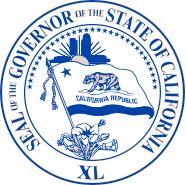 SEAL OF THE GOVERNOR OF THE STATE OF CALIFORNIA
CALIFORNIA REPUBLIC
XL